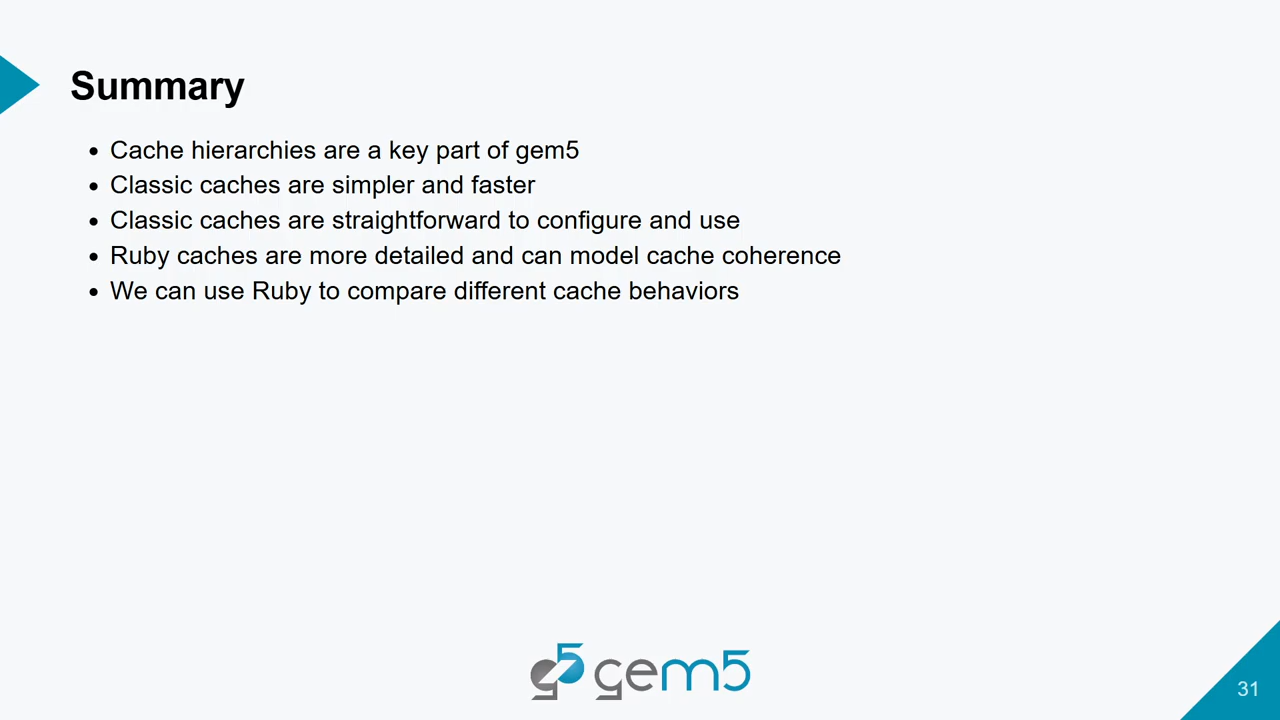 Summary
• Cache hierarchies are a key part of gem5
• Classic caches are simpler and faster
• Classic caches are straightforward to configure and use
• Ruby caches are more detailed and can model cache coherence
• We can use Ruby to compare different cache behaviors
g5 gem5
31